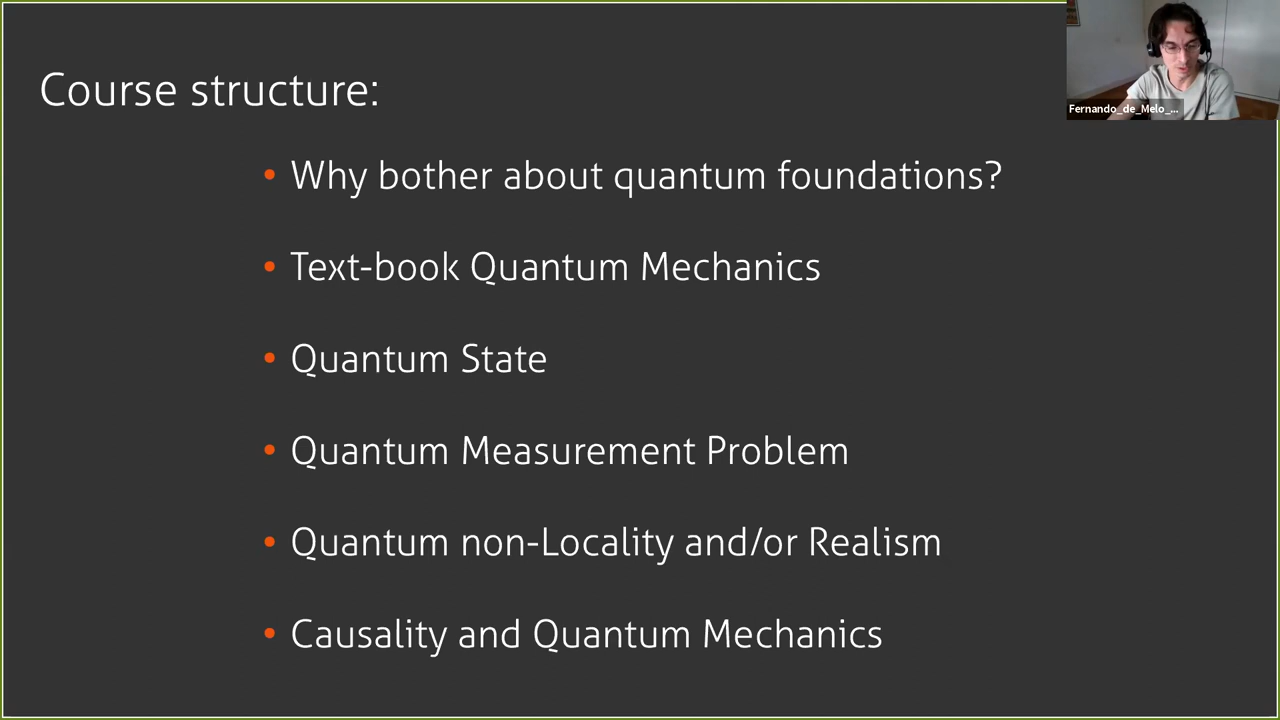 Course structure:
• Why bother about quantum foundations?
• Text-book Quantum Mechanics
• Quantum State
• Quantum Measurement Problem
• Quantum non-Locality and/or Realism
• Causality and Quantum Mechanics
Fernando_de_Melo_...